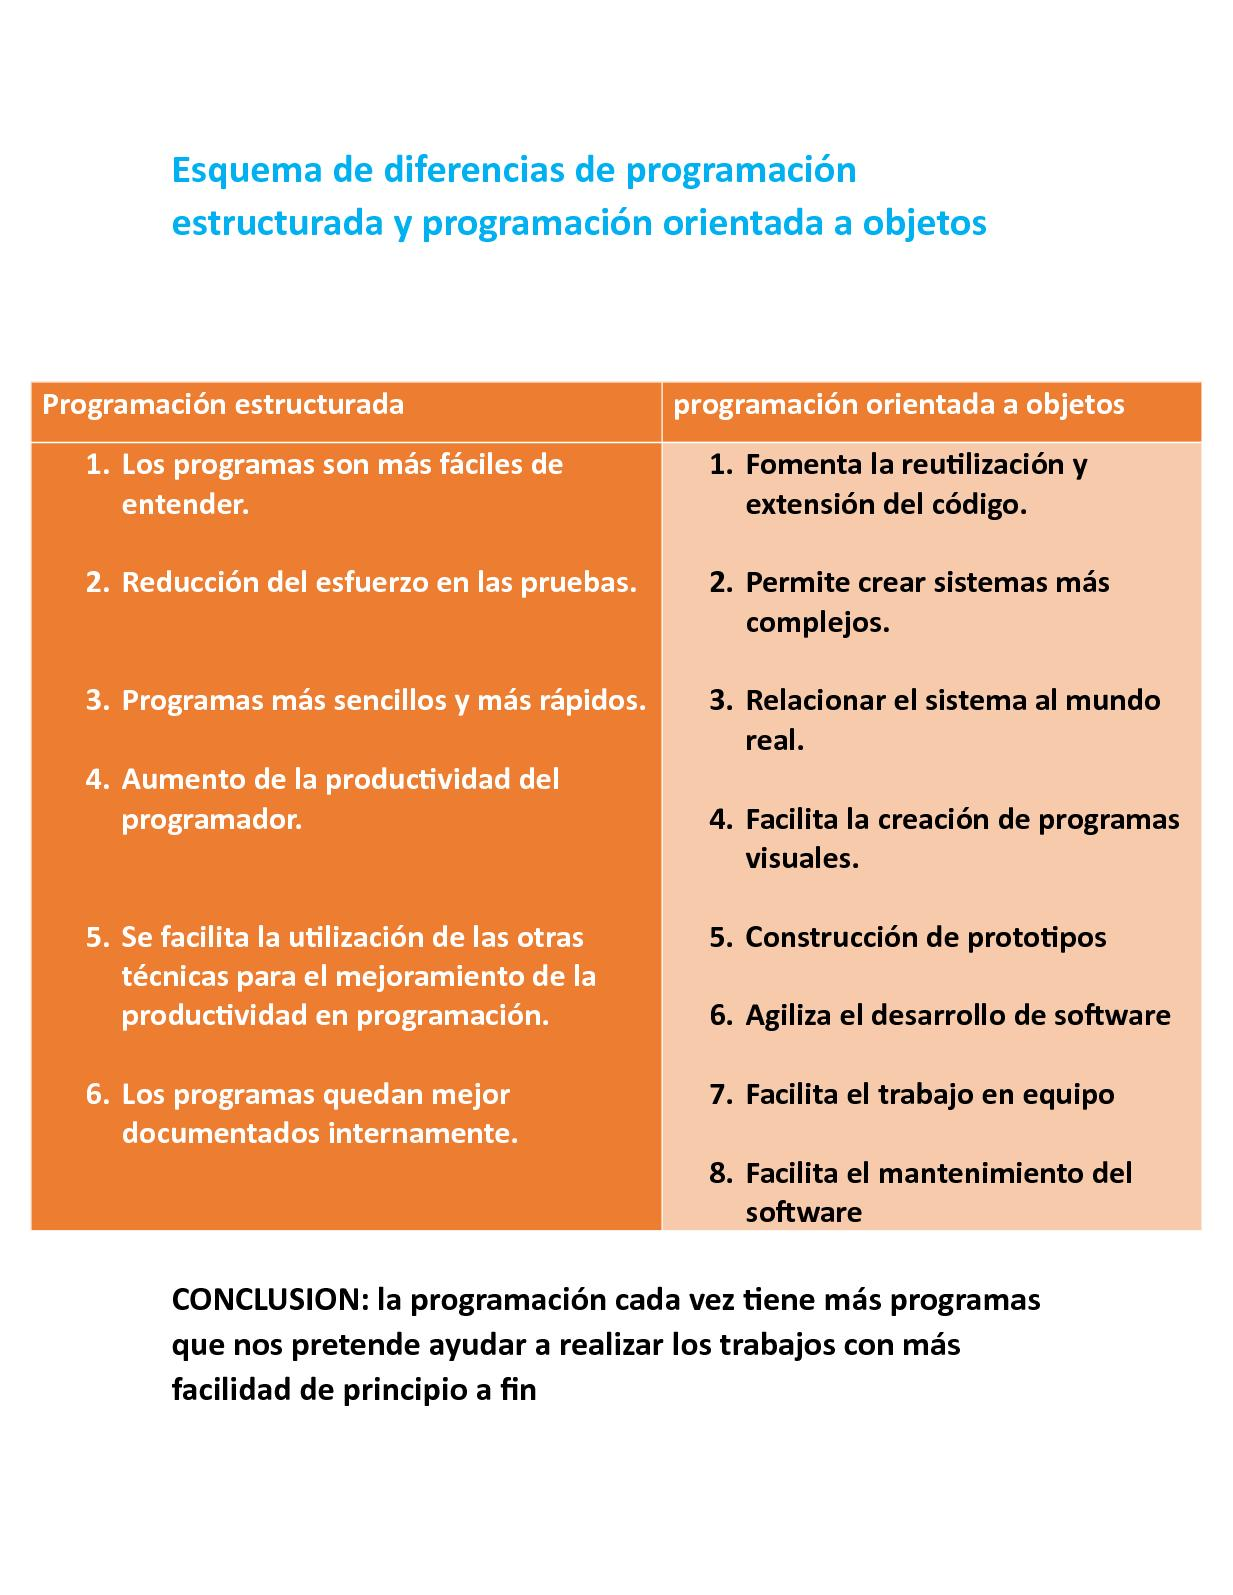 Esquema de diferencias de programación
estructurada y programación orientada a objetos
Programación estructurada
programación orientada a objetos
1. Los programas son más fáciles de
entender.
2. Reducción del esfuerzo en las pruebas.
3. Programas más sencillos y más rápidos.
4. Aumento de la productividad del
programador.
5. Se facilita la utilización de las otras
técnicas para el mejoramiento de la
productividad en programación.
6. Los programas quedan mejor
documentados internamente.
1. Fomenta la reutilización y
extensión del código.
2. Permite crear sistemas más
complejos.
3. Relacionar el sistema al mundo
real.
4. Facilita la creación de programas
visuales.
5. Construcción de prototipos
6. Agiliza el desarrollo de software
7. Facilita el trabajo en equipo
8. Facilita el mantenimiento del
software
CONCLUSION: la programación cada vez tiene más programas
que nos pretende ayudar a realizar los trabajos con más
facilidad de principio a fin